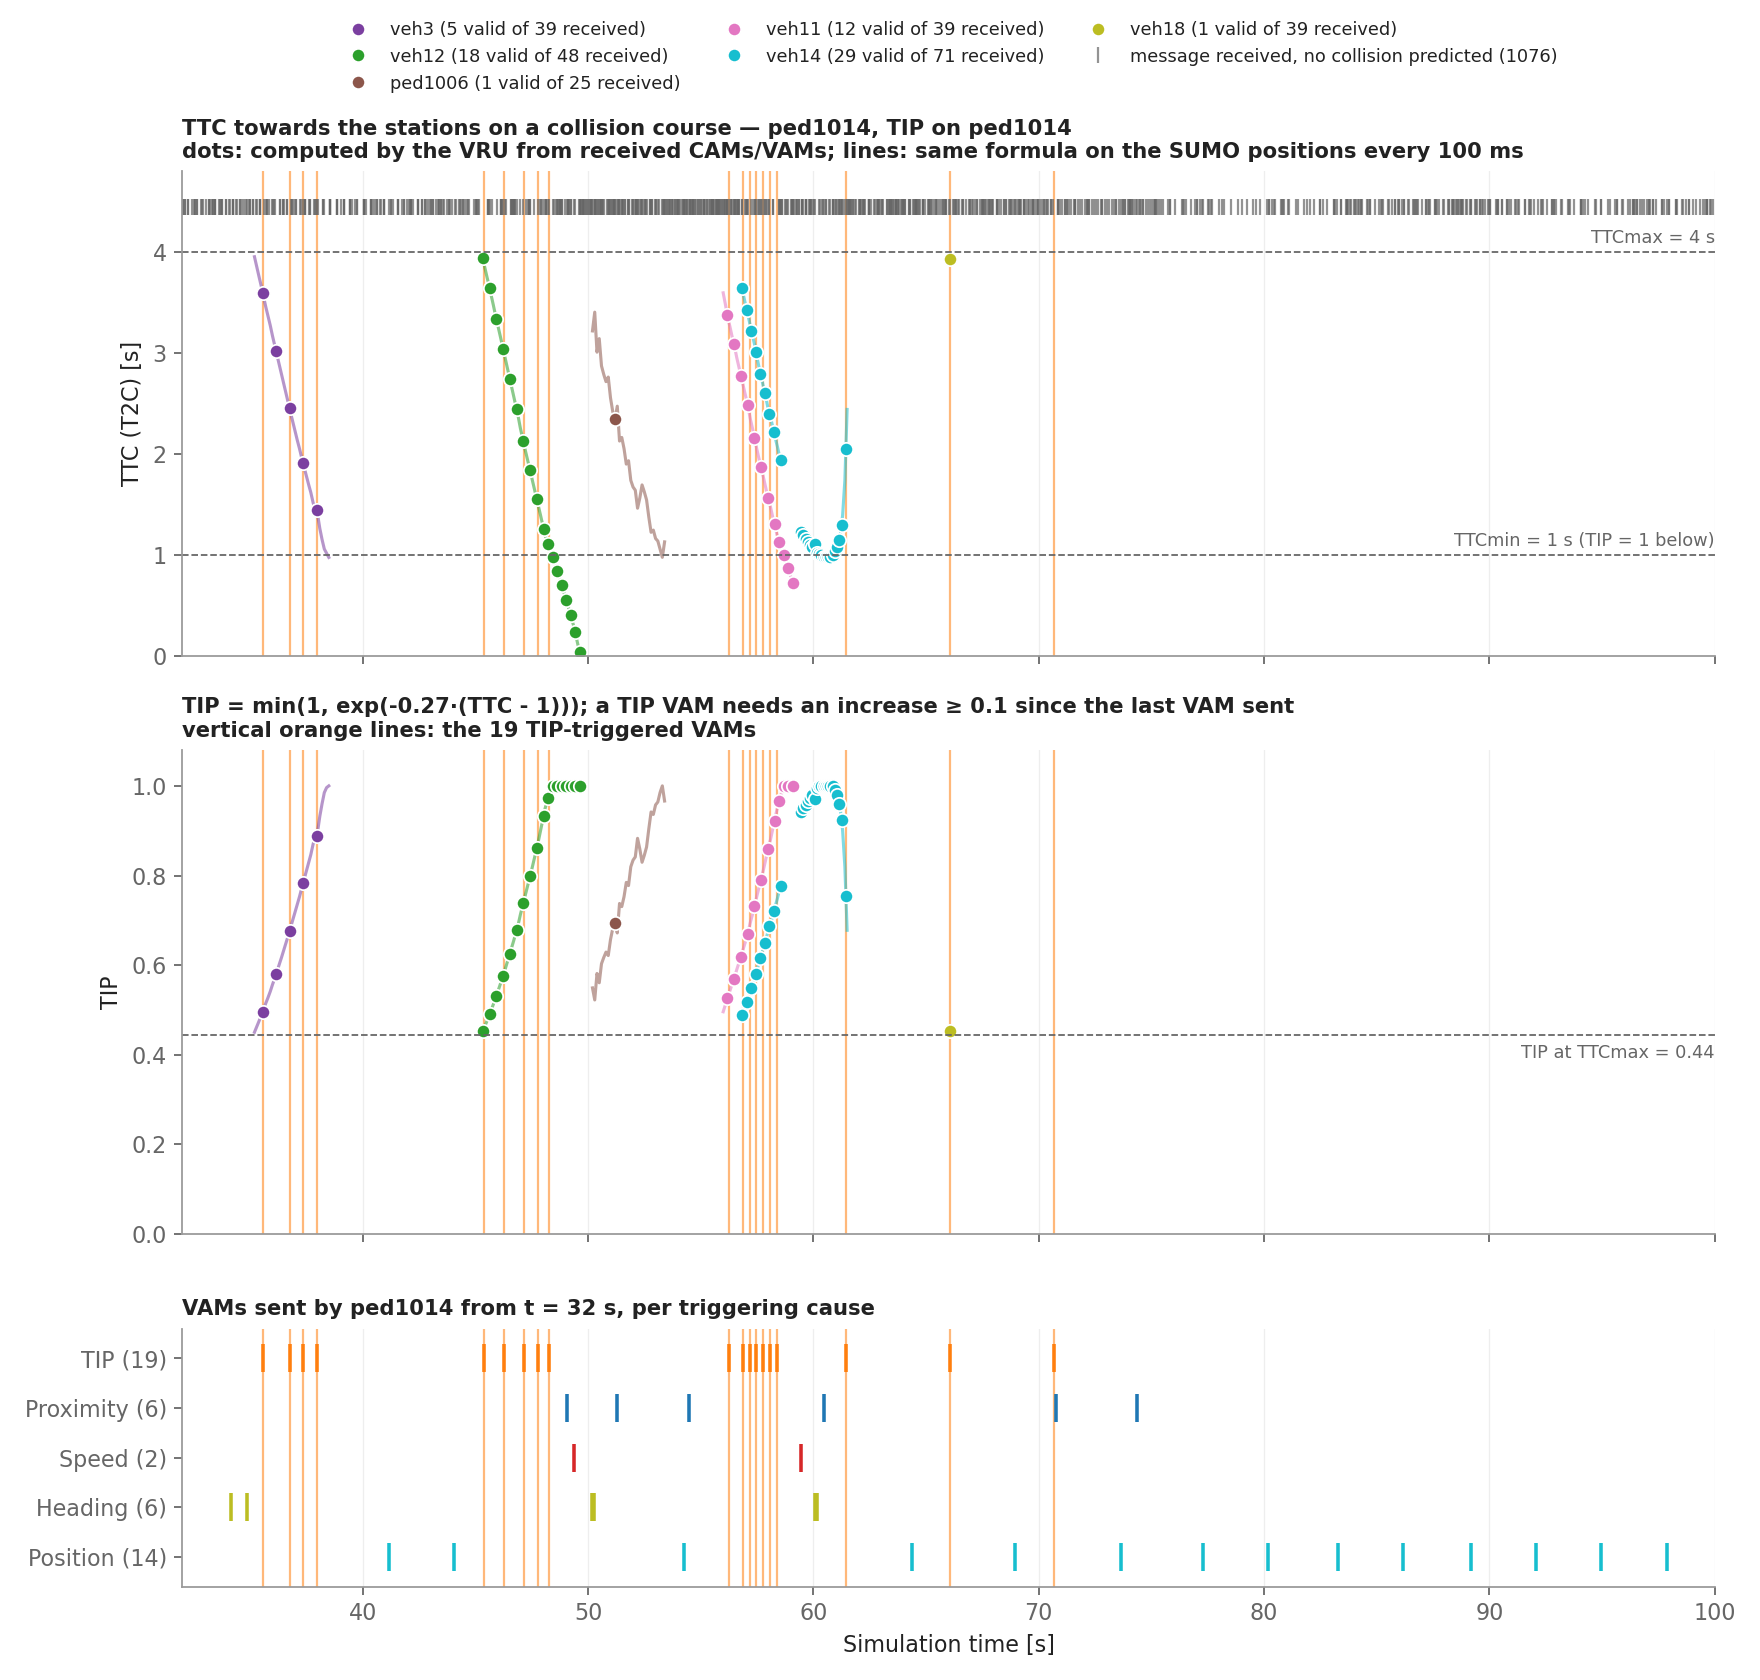 veh3 (5 valid of 39 received)
veh12 (18 valid of 48 received)
ped1006 (1 valid of 25 received)
veh11 (12 valid of 39 received)
veh14 (29 valid of 71 received)
veh18 (1 valid of 39 received)
message received, no collision predicted (1076)
TTC towards the stations on a collision course — ped1014, TIP on ped1014
dots: computed by the VRU from received CAMs/VAMs; lines: same formula on the SUMO positions every 100 ms
TTC (T2C) [s]
4
3
2
1
0
TTCmax = 4 s
TTCmin = 1 s (TIP = 1 below)
TIP = min(1, exp(-0.27·(TTC - 1))); a TIP VAM needs an increase ≥ 0.1 since the last VAM sent
vertical orange lines: the 19 TIP-triggered VAMs
TIP
1.0
0.8
0.6
0.4
0.2
0.0
TIP at TTCmax = 0.44
VAMs sent by ped1014 from t = 32 s, per triggering cause
TIP (19)
Proximity (6)
Speed (2)
Heading (6)
Position (14)
40
50
60
70
80
90
100
Simulation time [s]